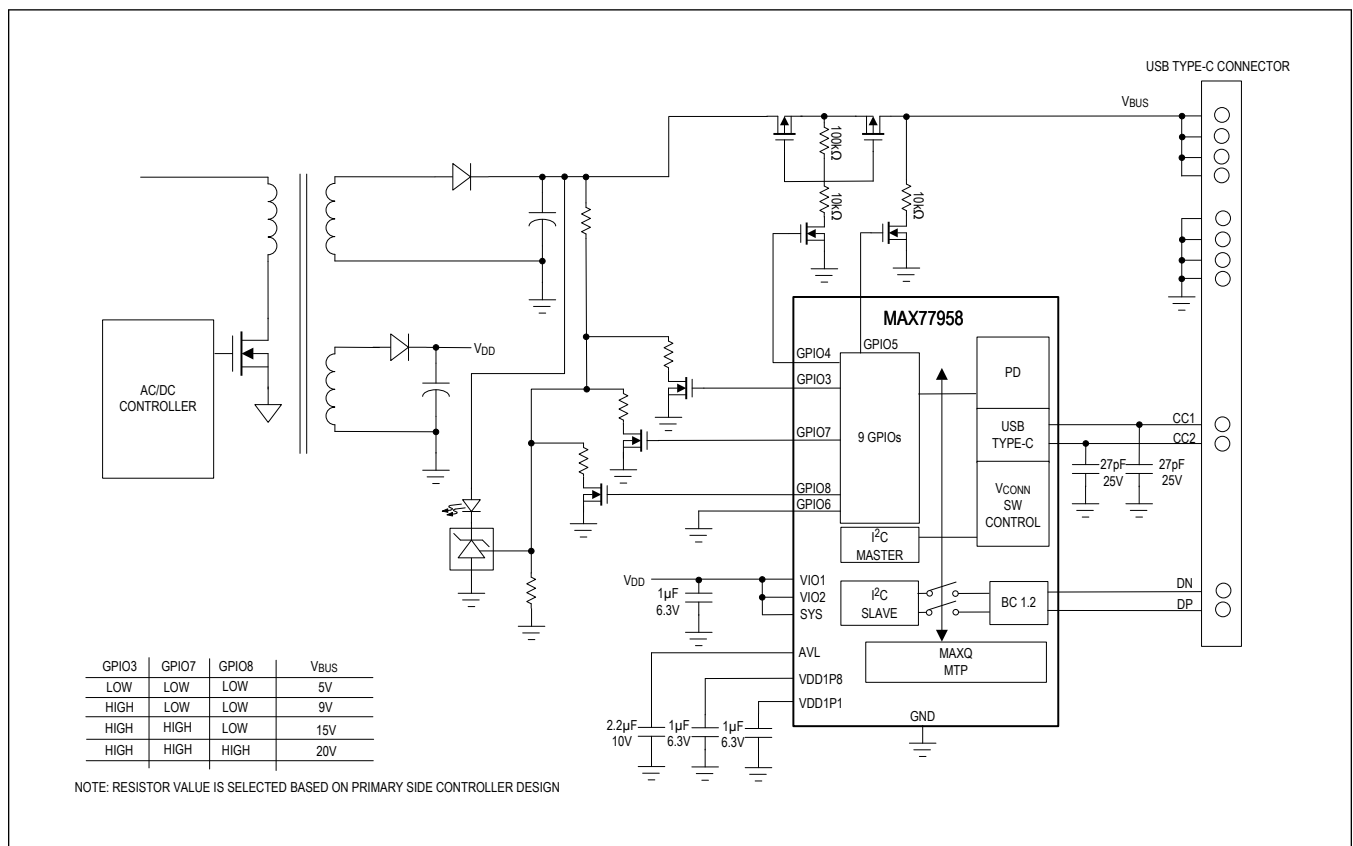 USB TYPE-C CONNECTOR
VBUS
100kΩ
10kΩ
10kΩ
MAX77958
GPIO4
GPIO5
GPIO3
GPIO7
GPIO8
GPIO6
9 GPIOs
PD
USB
TYPE-C
VCONN
SW
CONTROL
I2C
MASTER
I2C
SLAVE
BC 1.2
MAXQ
MTP
CC1
CC2
27pF
25V
27pF
25V
DN
DP
AC/DC
CONTROLLER
VDD
VDD
1µF
6.3V
VIO1
VIO2
SYS
AVL
VDD1P8
VDD1P1
GND
2.2µF
10V
1µF
6.3V
1µF
6.3V
GPIO3 GPIO7 GPIO8 VBUS
LOW LOW LOW 5V
HIGH LOW LOW 9V
HIGH HIGH LOW 15V
HIGH HIGH HIGH 20V
NOTE: RESISTOR VALUE IS SELECTED BASED ON PRIMARY SIDE CONTROLLER DESIGN